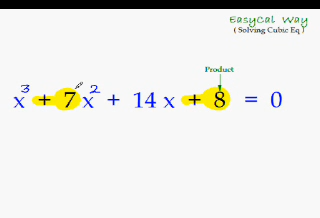 EasyCal Way
( Solving Cubic Eq )
Product
x³ + 7x² + 14 x + 8 = 0